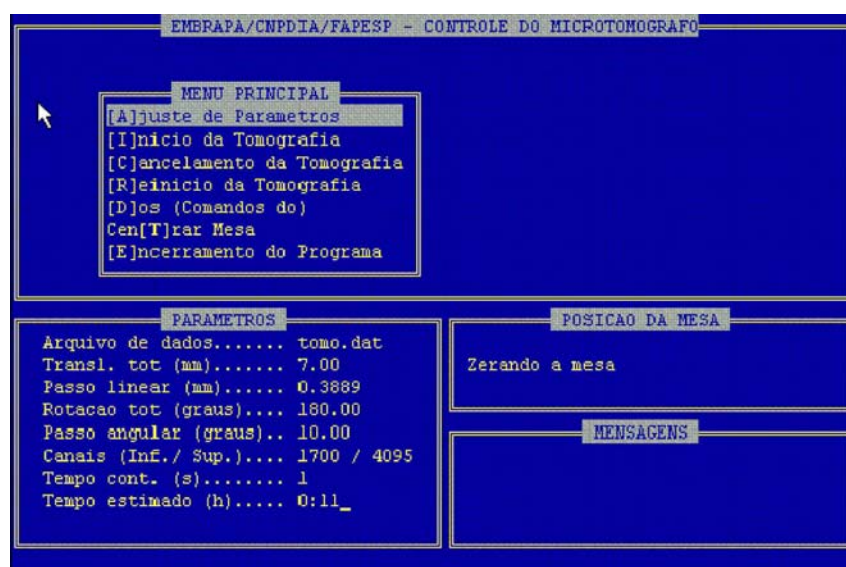 EMBRAPA/CNPDIA/FAPESP - CONTROLE DO MICROTOMOGRAFO
MENU PRINCIPAL
[A]juste de Parametros
[I]nicio da Tomografia
[C]ancelamento da Tomografia
[R]einicio da Tomografia
[D]os (Comandos do)
Cen[T]rar Mesa
[E]ncerramento do Programa
PARAMETROS
Arquivo de dados....... tomo.dat
Transl. tot (mm)....... 7.00
Passo linear (mm)...... 0.3889
Rotacao tot (graus).... 180.00
Passo angular (graus).. 10.00
Canais (Inf./ Sup.).... 1700 / 4095
Tempo cont. (s)........ 1
Tempo estimado (h)..... 0:11_
POSICAO DA MESA
Zerando a mesa
MENSAGENS